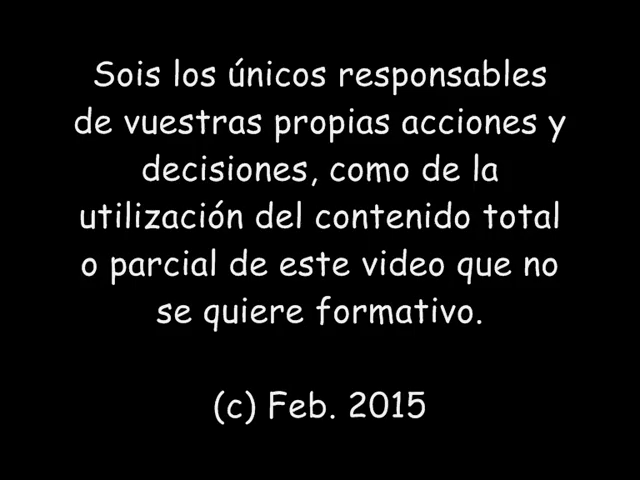 Sois los únicos responsables
de vuestras propias acciones y
decisiones, como de la
utilización del contenido total
o parcial de este video que no
se quiere formativo.
(c) Feb. 2015